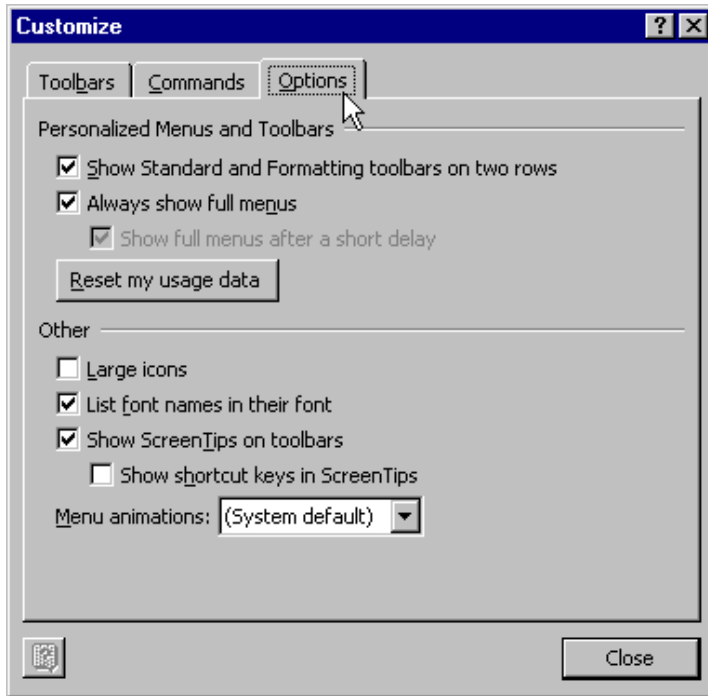 Customize
Toolbars Commands Options
Personalized Menus and Toolbars
Show Standard and Formatting toolbars on two rows
Always show full menus
Show full menus after a short delay
Reset my usage data
Other
Large icons
List font names in their font
Show ScreenTips on toolbars
Show shortcut keys in ScreenTips
Menu animations: (System default)
Close